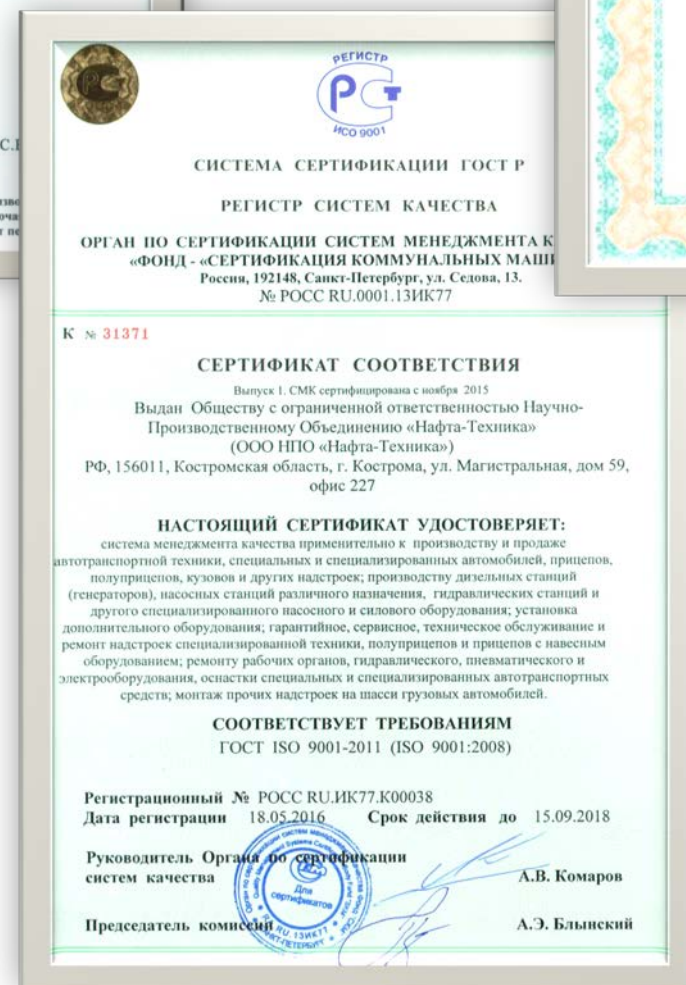 РЕГИСТР
РСТ
ИСО 9001
СИСТЕМА СЕРТИФИКАЦИИ ГОСТ Р
РЕГИСТР СИСТЕМ КАЧЕСТВА
ОРГАН ПО СЕРТИФИКАЦИИ СИСТЕМ МЕНЕДЖМЕНТА К
«ФОНД - «СЕРТИФИКАЦИЯ КОММУНАЛЬНЫХ МАШИ
Россия, 192148, Санкт-Петербург, ул. Седова, 13.
№ РОСС RU.0001.13ИК77
К № 31371
СЕРТИФИКАТ СООТВЕТСТВИЯ
Выпуск 1. СМК сертифицирована с ноября 2015
Выдан Обществу с ограниченной ответственностью Научно-
Производственному Объединению «Нафта-Техника»
(ООО НПО «Нафта-Техника»)
РФ, 156011, Костромская область, г. Кострома, ул. Магистральная, дом 59,
офис 227
НАСТОЯЩИЙ СЕРТИФИКАТ УДОСТОВЕРЯЕТ:
система менеджмента качества применительно к производству и продаже
автотранспортной техники, специальных и специализированных автомобилей, прицепов,
полуприцепов, кузовов и других надстроек; производству дизельных станций
(генераторов), насосных станций различного назначения, гидравлических станций и
другого специализированного насосного и силового оборудования; установка
дополнительного оборудования; гарантийное, сервисное, техническое обслуживание и
ремонт надстроек специализированной техники, полуприцепов и прицепов с навесным
оборудованием; ремонту рабочих органов, гидравлического, пневматического и
электрооборудования, оснастки специальных и специализированных автотранспортных
средств; монтаж прочих надстроек на шасси грузовых автомобилей.
СООТВЕТСТВУЕТ ТРЕБОВАНИЯМ
ГОСТ ISO 9001-2011 (ISO 9001:2008)
Регистрационный № РОСС RU.ИК77.К00038
Дата регистрации 18.05.2016 Срок действия до 15.09.2018
Руководитель Органа по сертификации
систем качества А.В. Комаров
Для
сертификатов
Председатель комиссии А.Э. Блынский